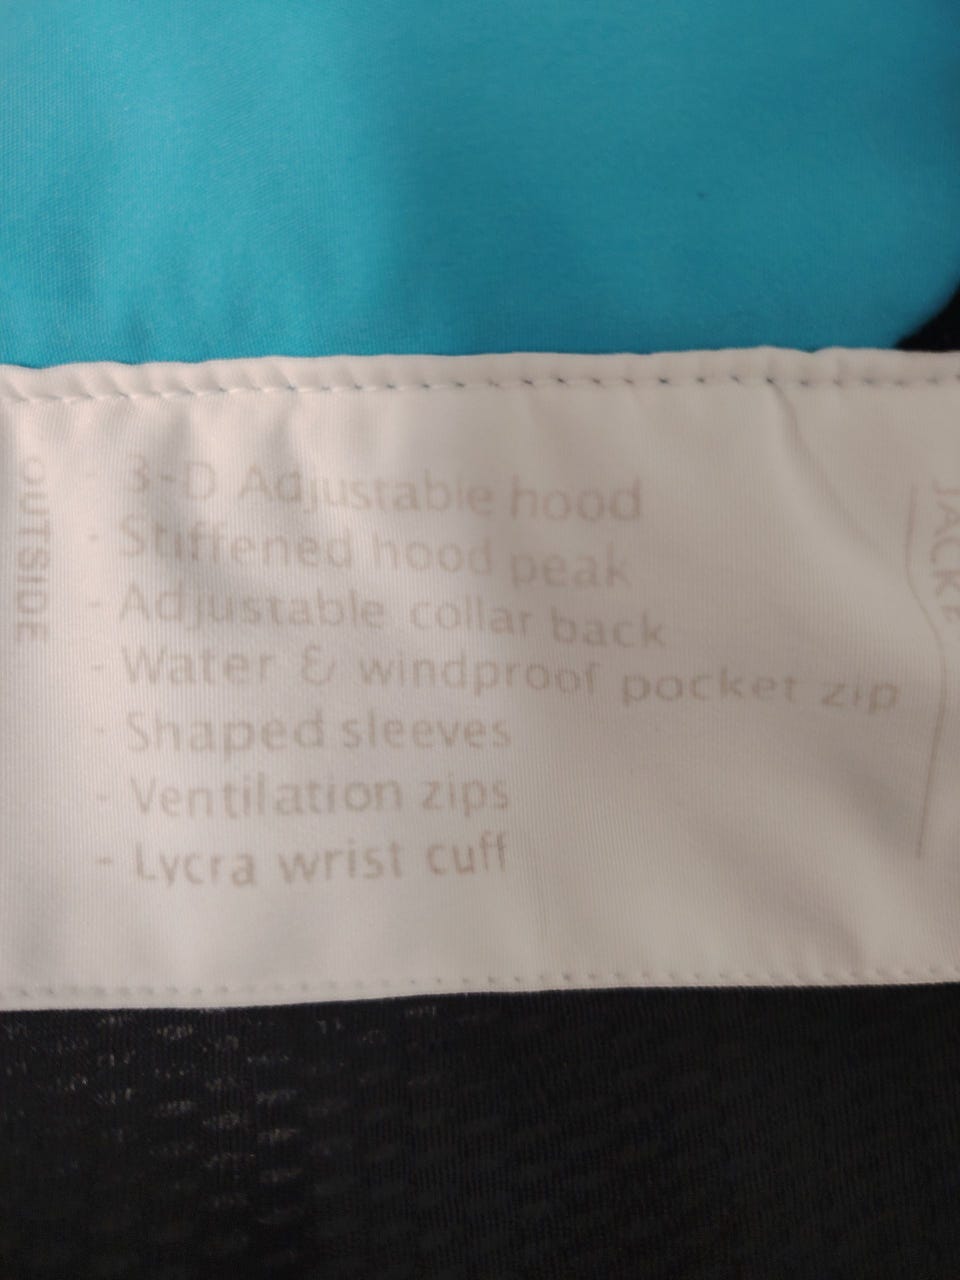 OUTSIDE
- 3-D Adjustable hood
- Stiffened hood peak
- Adjustable collar back
- Water & windproof pocket zip
- Shaped sleeves
- Ventilation zips
- Lycra wrist cuff